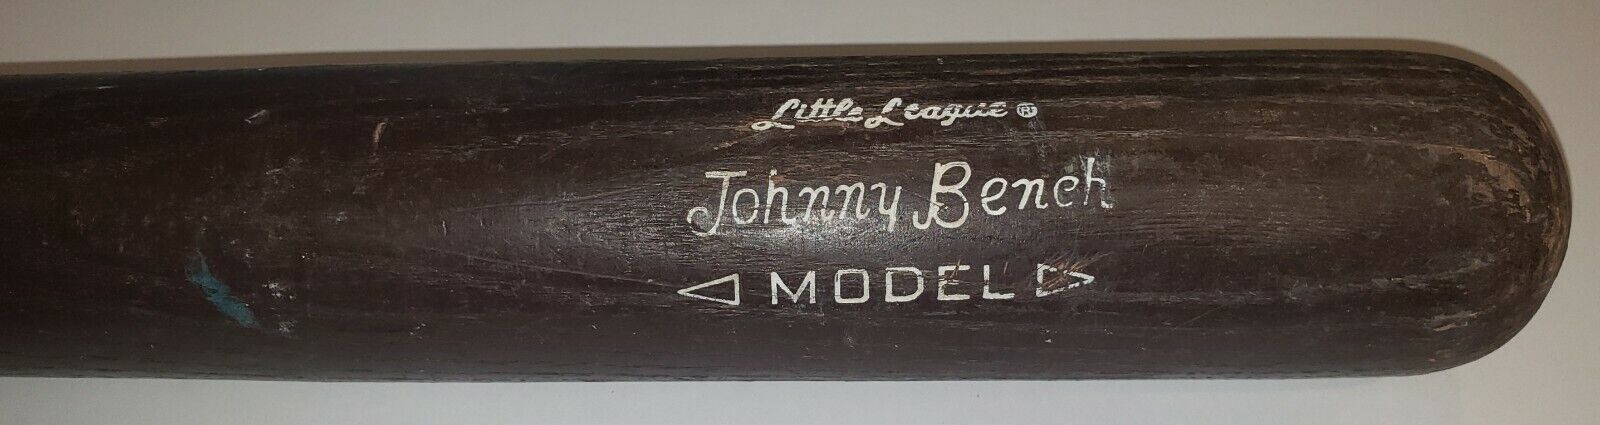 Little League ®
Johnny Bench
MODEL